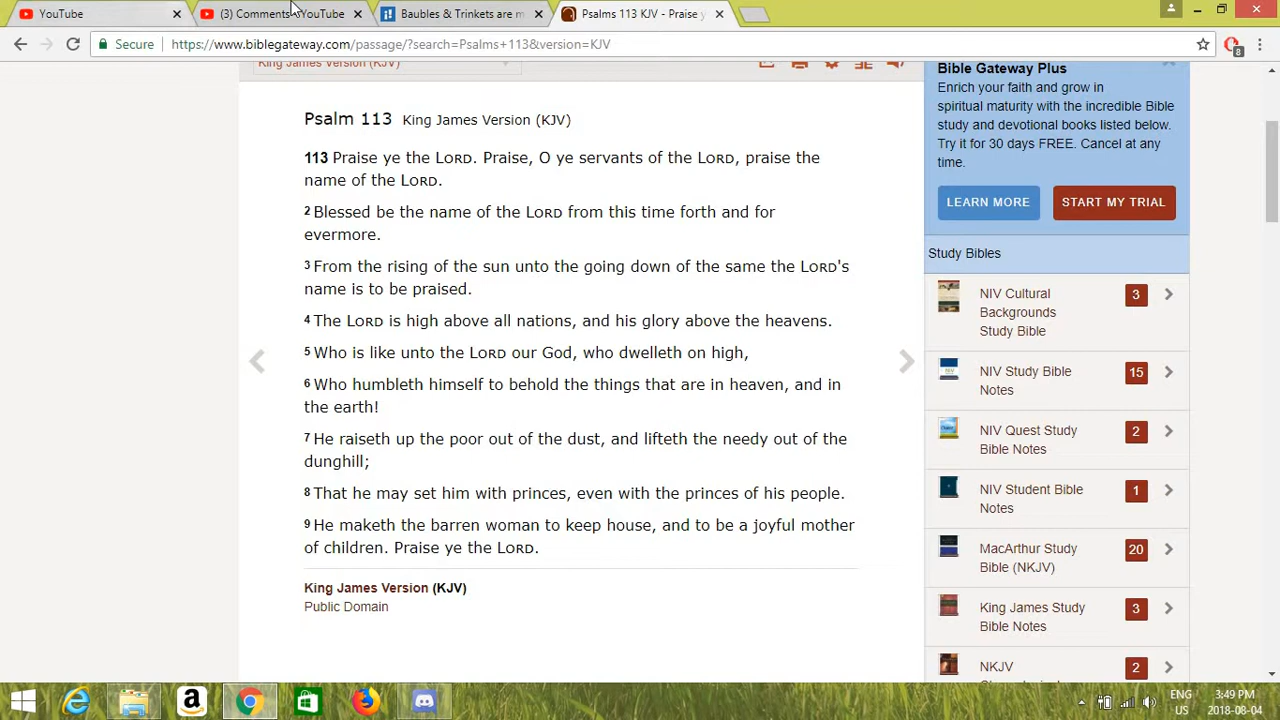 YouTube
(3) Comments - YouTube
Baubles & Trinkets are m
Psalms 113 KJV - Praise y
Secure
https://www.biblegateway.com/passage/?search=Psalms+113&version=KJV
8
King James Version (KJV)
Psalm 113 King James Version (KJV)
113 Praise ye the LORD. Praise, O ye servants of the LORD, praise the
name of the LORD.
2 Blessed be the name of the LORD from this time forth and for
evermore.
3 From the rising of the sun unto the going down of the same the LORD's
name is to be praised.
4 The LORD is high above all nations, and his glory above the heavens.
5 Who is like unto the LORD our God, who dwelleth on high,
6 Who humbleth himself to behold the things that are in heaven, and in
the earth!
7 He raiseth up the poor out of the dust, and lifteth the needy out of the
dunghill;
8 That he may set him with princes, even with the princes of his people.
9 He maketh the barren woman to keep house, and to be a joyful mother
of children. Praise ye the LORD.
King James Version (KJV)
Public Domain
Bible Gateway Plus
Enrich your faith and grow in
spiritual maturity with the incredible Bible
study and devotional books listed below.
Try it for 30 days FREE. Cancel at any
time.
LEARN MORE
START MY TRIAL
Study Bibles
NIV Cultural
Backgrounds
Study Bible
3
NIV Study Bible
Notes
15
NIV Quest Study
Bible Notes
2
NIV Student Bible
Notes
1
MacArthur Study
Bible (NKJV)
20
King James Study
Bible Notes
3
NKJV
2
ENG
US
3:49 PM
2018-08-04